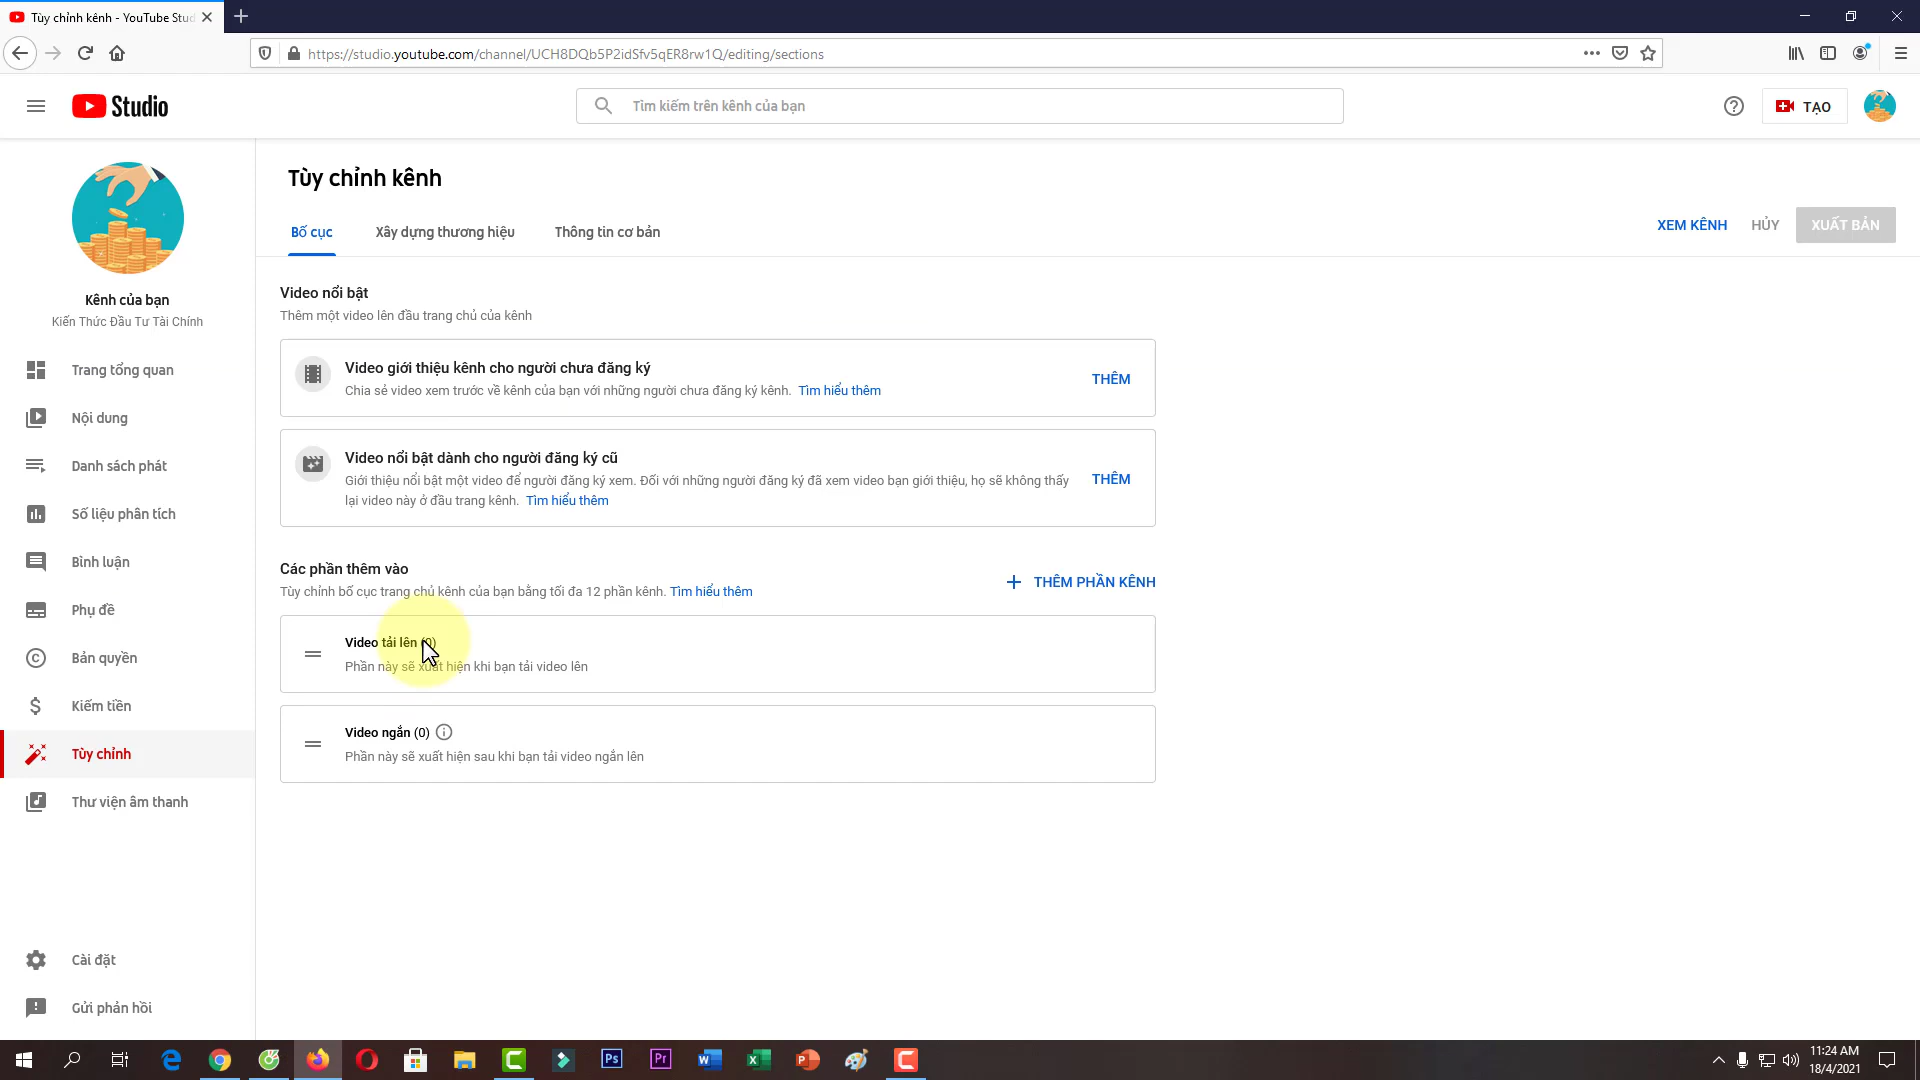 Tùy chỉnh kênh - YouTube Stud
https://studio.youtube.com/channel/UCH8DQb5P2idSfv5qER8rw1Q/editing/sections
Studio
Tìm kiếm trên kênh của bạn
TẠO
Kênh của bạn
Kiến Thức Đầu Tư Tài Chính
Trang tổng quan
Nội dung
Danh sách phát
Số liệu phân tích
Bình luận
Phụ đề
Bản quyền
Kiếm tiền
Tùy chỉnh
Thư viện âm thanh
Cài đặt
Gửi phản hồi
Tùy chỉnh kênh
Bố cục
Xây dựng thương hiệu
Thông tin cơ bản
XEM KÊNH
HỦY
XUẤT BẢN
Video nổi bật
Thêm một video lên đầu trang chủ của kênh
Video giới thiệu kênh cho người chưa đăng ký
Chia sẻ video xem trước về kênh của bạn với những người chưa đăng ký kênh. Tìm hiểu thêm
THÊM
Video nổi bật dành cho người đăng ký cũ
Giới thiệu nổi bật một video để người đăng ký xem. Đối với những người đăng ký đã xem video bạn giới thiệu, họ sẽ không thấy
lại video này ở đầu trang kênh. Tìm hiểu thêm
THÊM
Các phần thêm vào
Tùy chỉnh bố cục trang chủ kênh của bạn bằng tối đa 12 phần kênh. Tìm hiểu thêm
THÊM PHẦN KÊNH
Video tải lên (0)
Phần này sẽ xuất hiện khi bạn tải video lên
Video ngắn (0)
Phần này sẽ xuất hiện sau khi bạn tải video ngắn lên
Ps
Pr
11:24 AM
18/4/2021